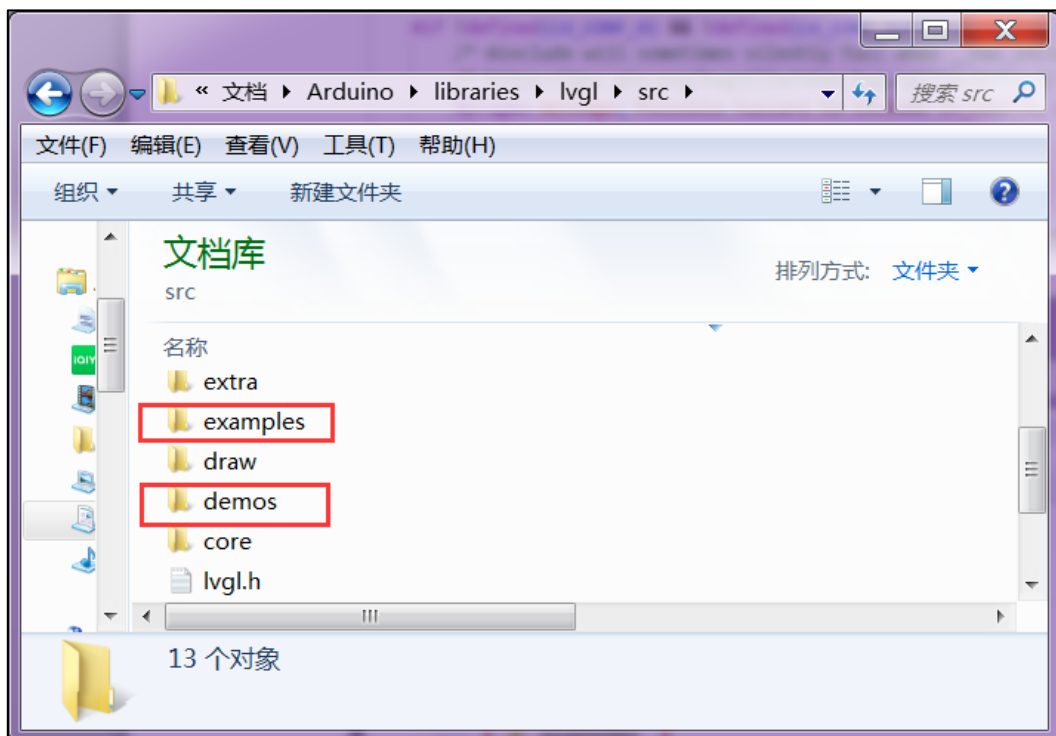 « 文档 ▸ Arduino ▸ libraries ▸ lvgl ▸ src ▸
搜索 src
文件(F) 编辑(E) 查看(V) 工具(T) 帮助(H)
组织 共享 新建文件夹
文档库
src
排列方式: 文件夹
名称
extra
examples
draw
demos
core
lvgl.h
13 个对象